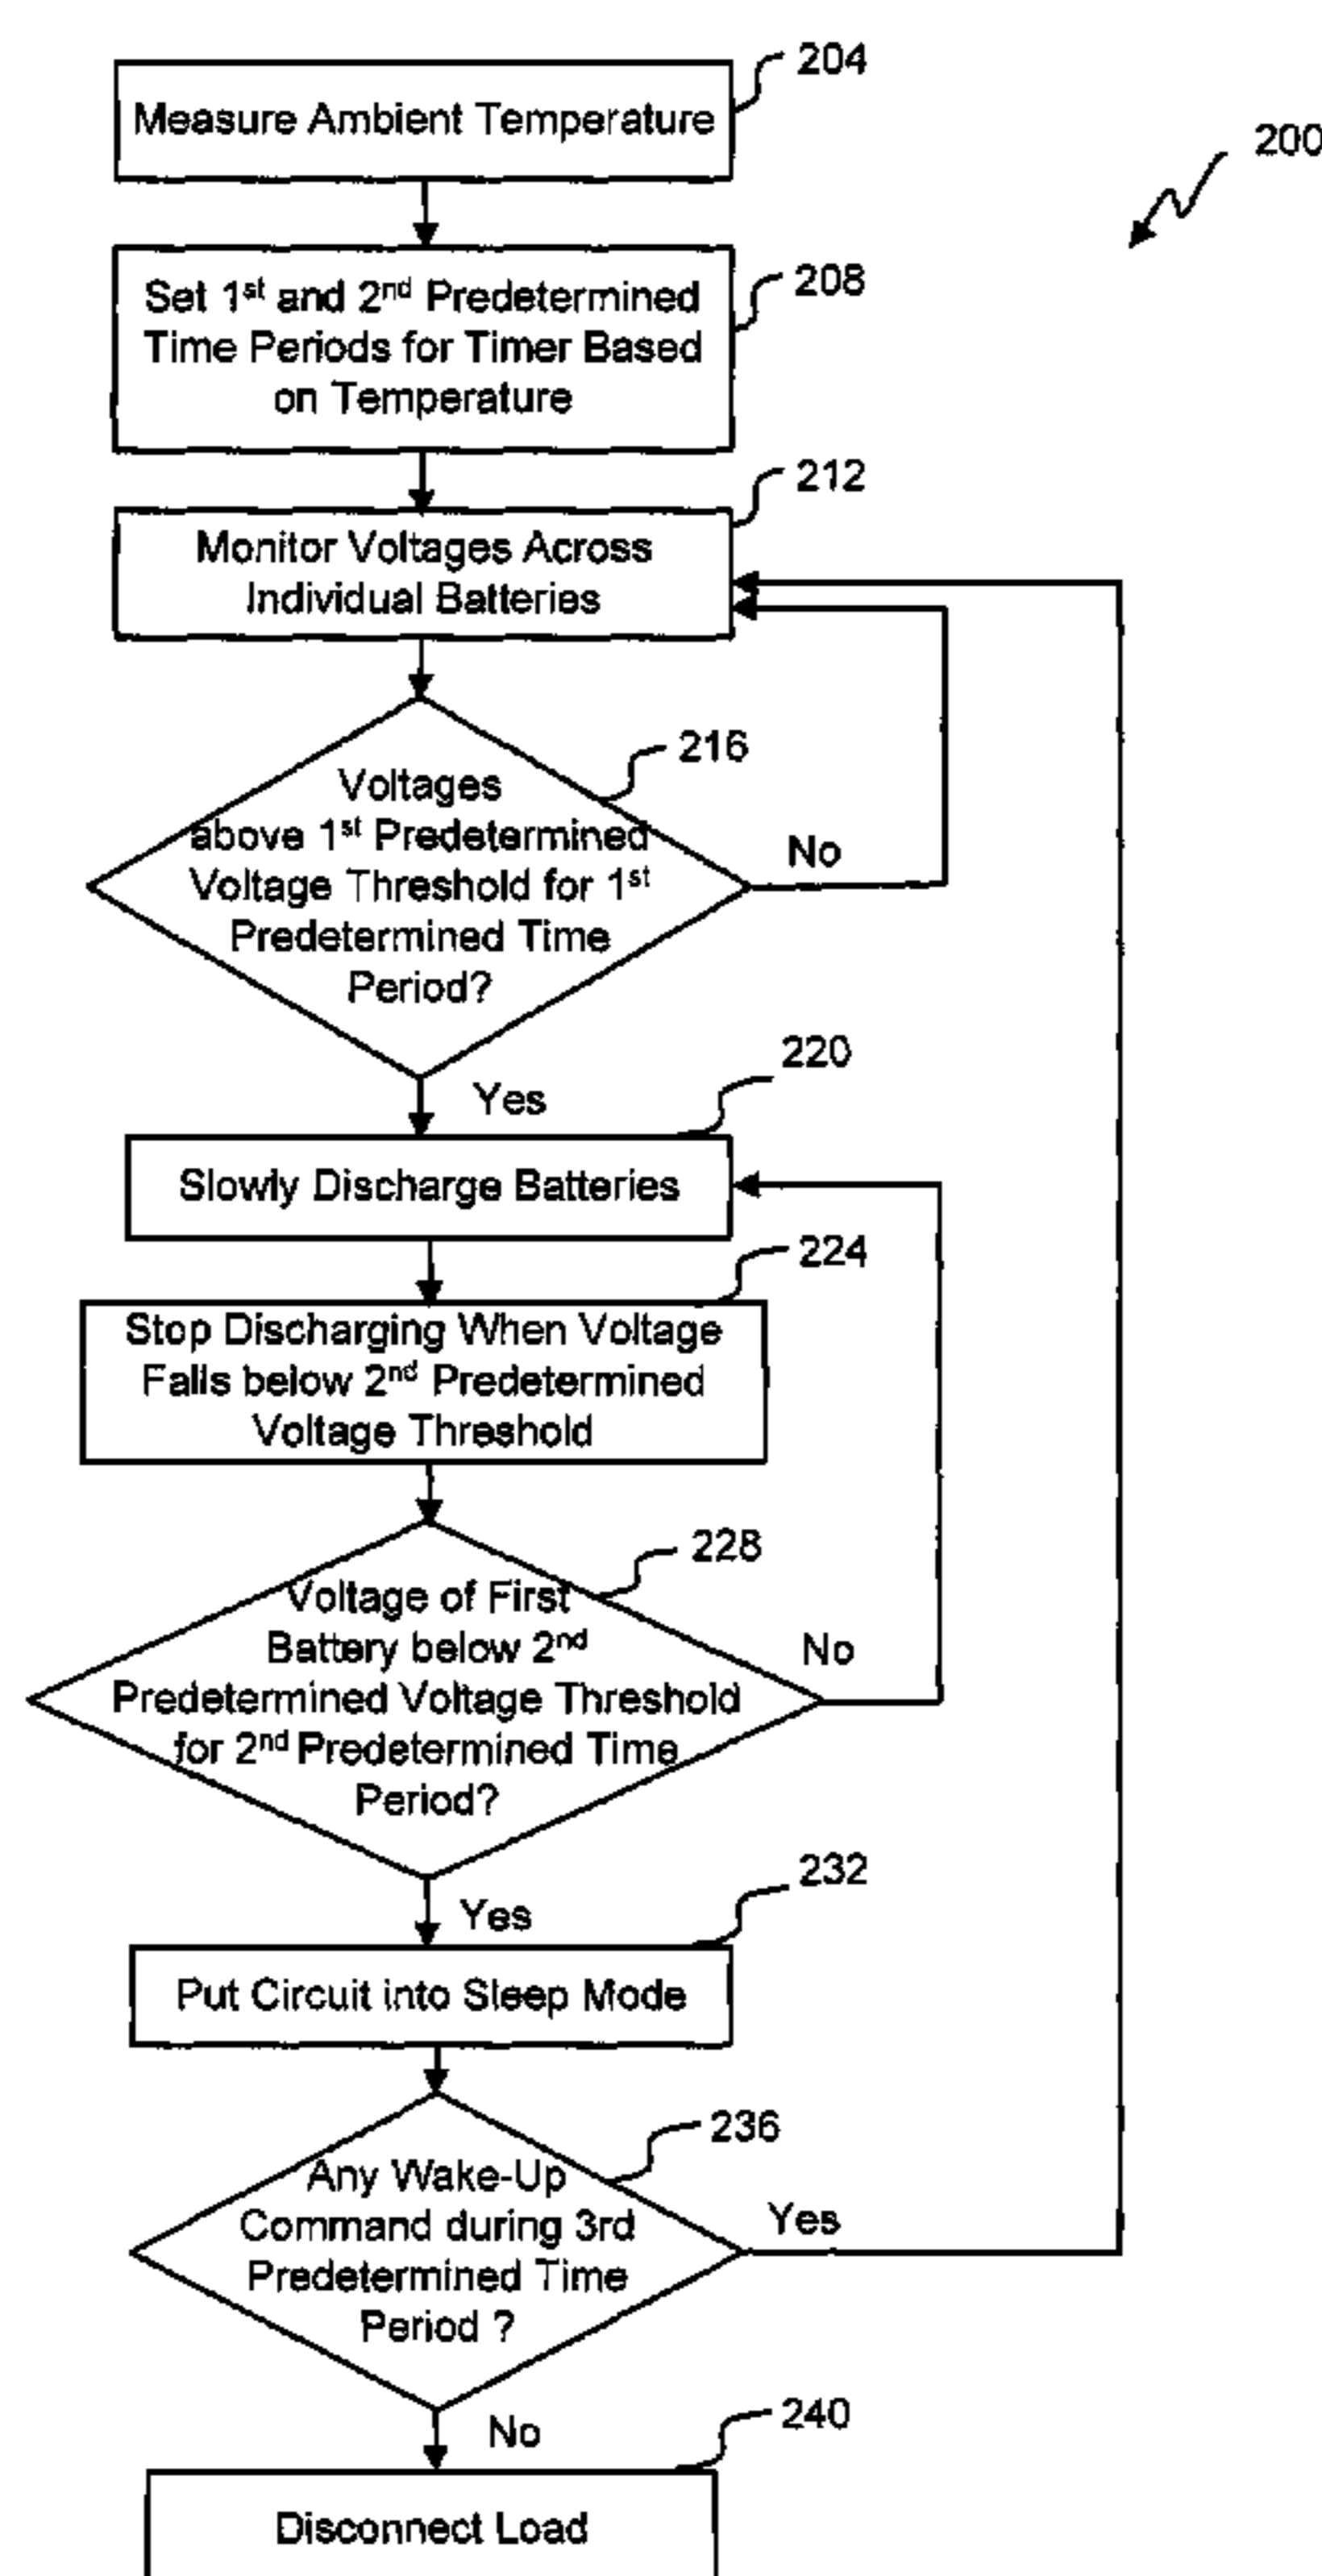 204
Measure Ambient Temperature
200
208
Set 1st and 2nd Predetermined
Time Periods for Timer Based
on Temperature
212
Monitor Voltages Across
Individual Batteries
216
Voltages
above 1st Predetermined
Voltage Threshold for 1st
Predetermined Time
Period?
No
Yes
220
Slowly Discharge Batteries
224
Stop Discharging When Voltage
Falls below 2nd Predetermined
Voltage Threshold
228
Voltage of First
Battery below 2nd
Predetermined Voltage Threshold
for 2nd Predetermined Time
Period?
No
Yes
232
Put Circuit into Sleep Mode
236
Any Wake-Up
Command during 3rd
Predetermined Time
Period ?
Yes
No
240
Disconnect Load